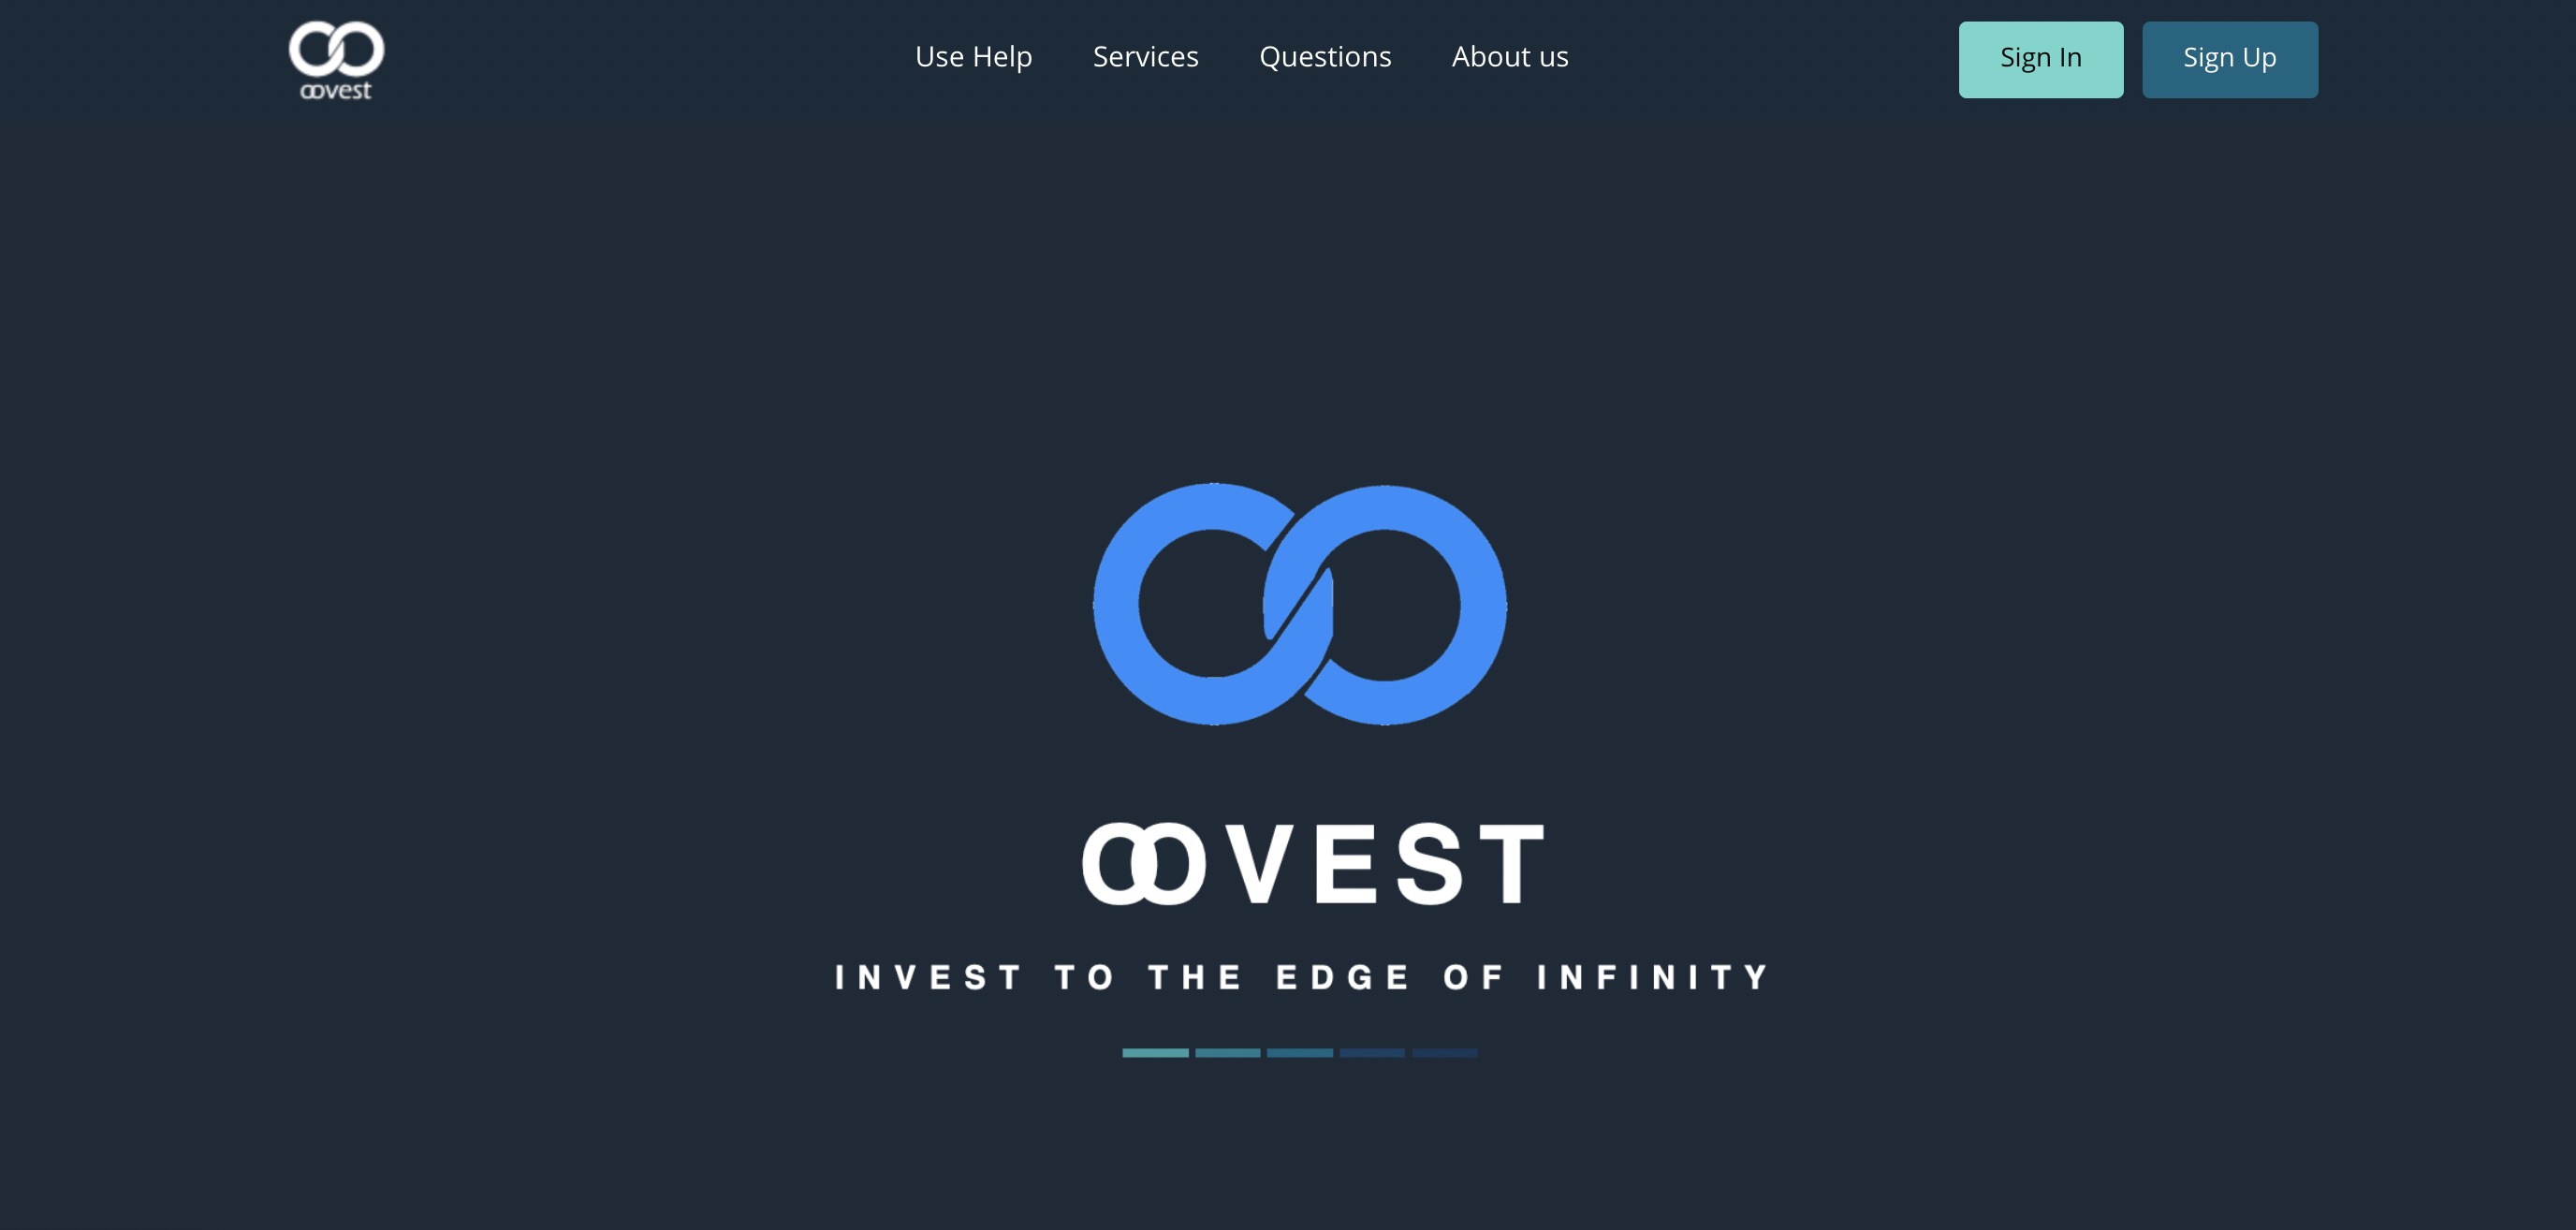 oovest
Use Help Services Questions About us Sign In Sign Up
OOVEST
INVEST TO THE EDGE OF INFINITY